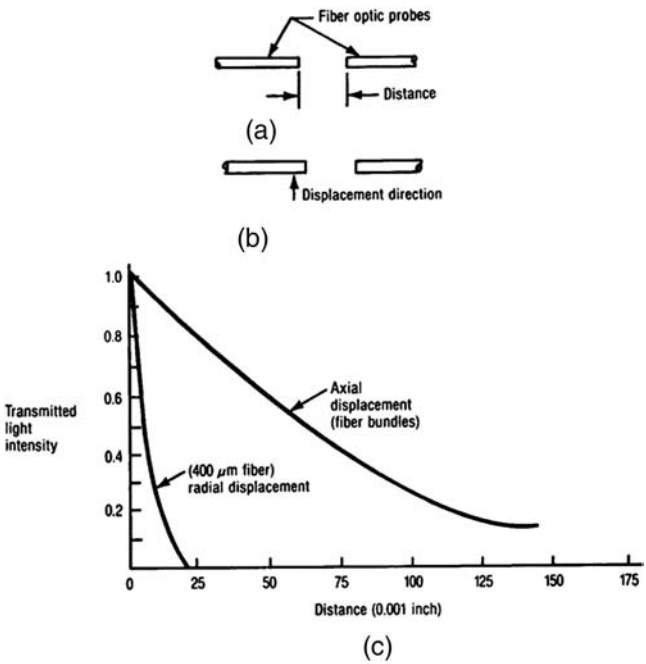 Fiber optic probes
Distance
(a)
Displacement direction
(b)
1.0
0.8
0.6
0.4
0.2
Transmitted
light
intensity
Axial
displacement
(fiber bundles)
(400 μm fiber)
radial displacement
0 25 50 75 100 125 150 175
Distance (0.001 inch)
(c)